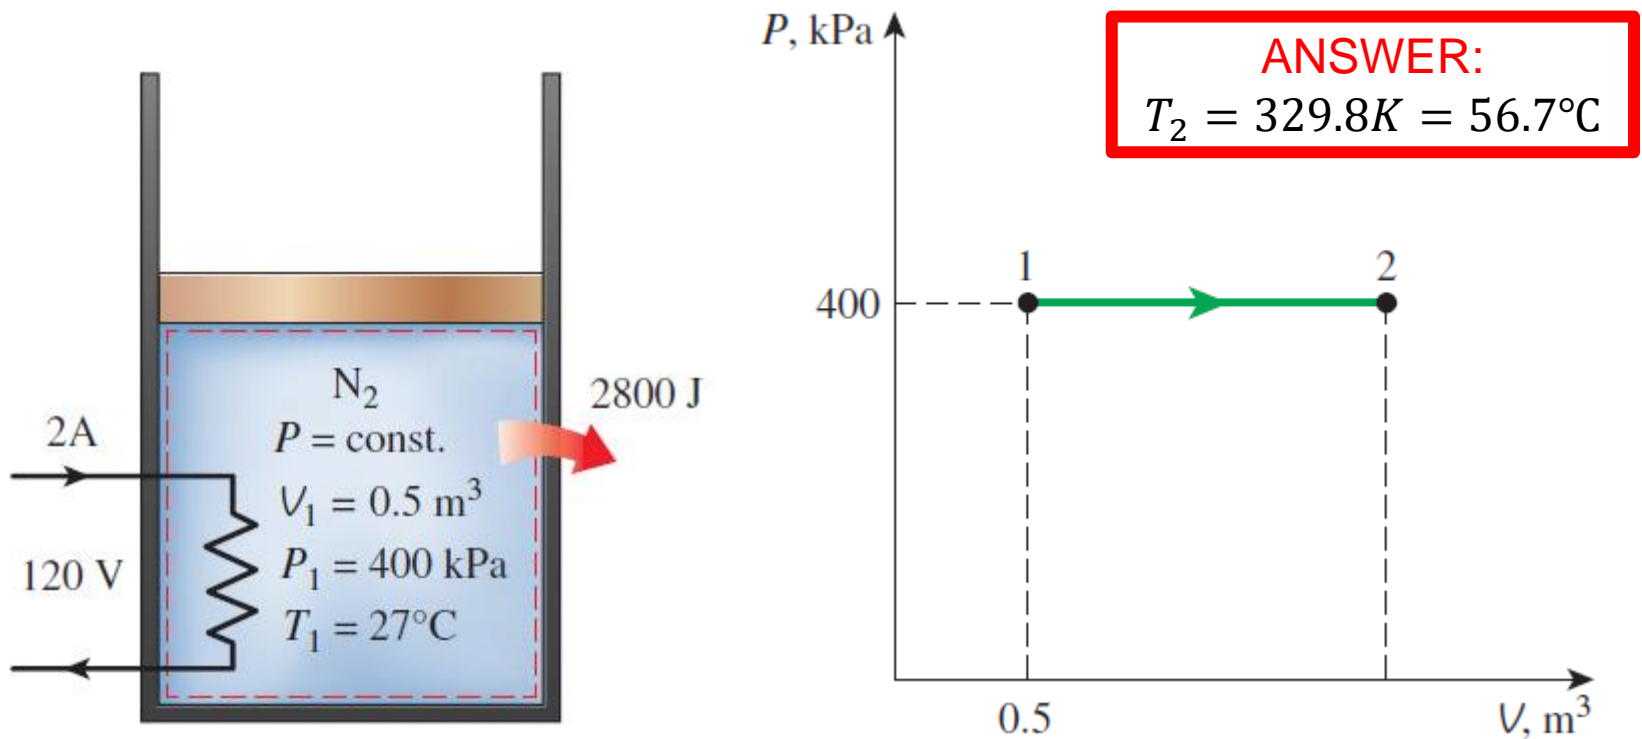 2A
120 V
N₂
P = const.
V₁ = 0.5 m³
P₁ = 400 kPa
T₁ = 27°C
2800 J
P, kPa
400
1
2
0.5
V, m³
ANSWER:
T₂ = 329.8K = 56.7℃